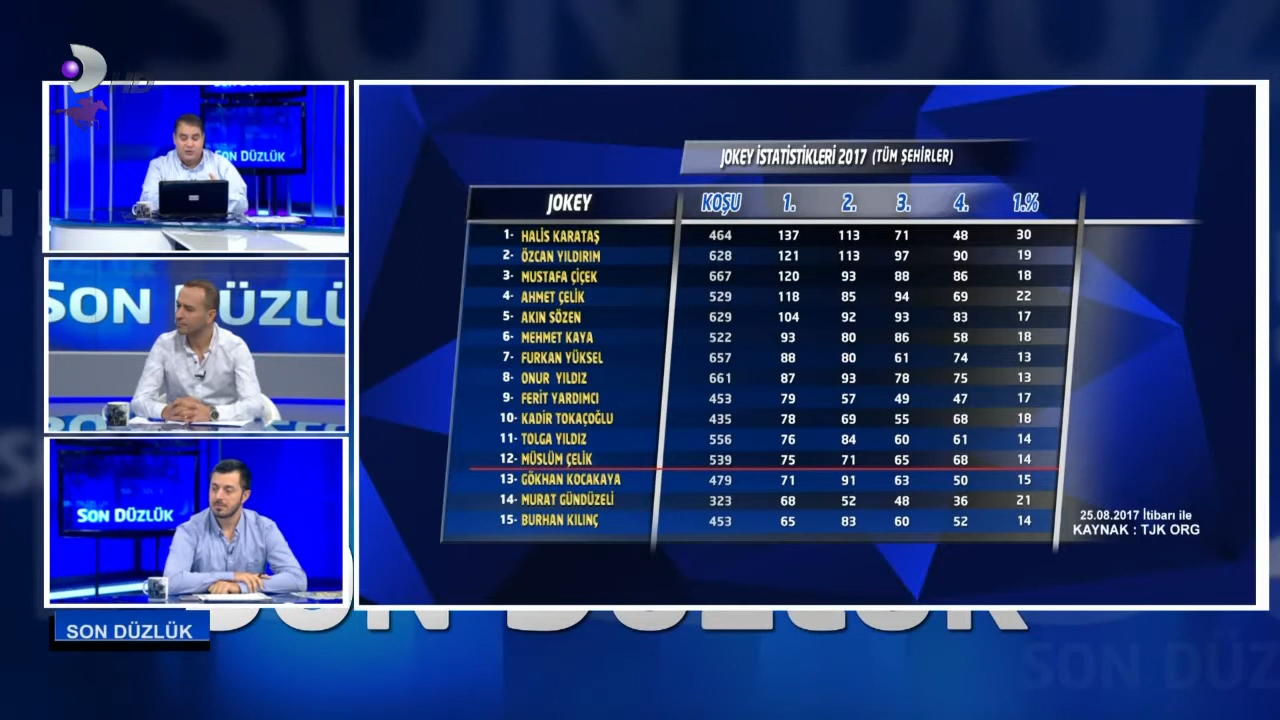 SON DÜZ
HD
SON DÜZLÜK
SON DÜZLÜ
SON DÜZLÜK
SON DÜZLÜK
SON DÜZLÜK
SON DÜZ
JOKEY İSTATİSTİKLERİ 2017 (TÜM ŞEHİRLER)
JOKEY KOŞU 1. 2. 3. 4. 1.%
1- HALİS KARATAŞ 464 137 113 71 48 30
2- ÖZCAN YILDIRIM 628 121 113 97 90 19
3- MUSTAFA ÇİÇEK 667 120 93 88 86 18
4- AHMET ÇELİK 529 118 85 94 69 22
5- AKIN SÖZEN 629 104 92 93 83 17
6- MEHMET KAYA 522 93 80 86 58 18
7- FURKAN YÜKSEL 657 88 80 61 74 13
8- ONUR YILDIZ 661 87 93 78 75 13
9- FERİT YARDIMCI 453 79 57 49 47 17
10- KADİR TOKAÇOĞLU 435 78 69 55 68 18
11- TOLGA YILDIZ 556 76 84 60 61 14
12- MÜSLÜM ÇELİK 539 75 71 65 68 14
13- GÖKHAN KOCAKAYA 479 71 91 63 50 15
14- MURAT GÜNDÜZELİ 323 68 52 48 36 21
15- BURHAN KILINÇ 453 65 83 60 52 14
25.08.2017 İtibarı ile
KAYNAK : TJK ORG